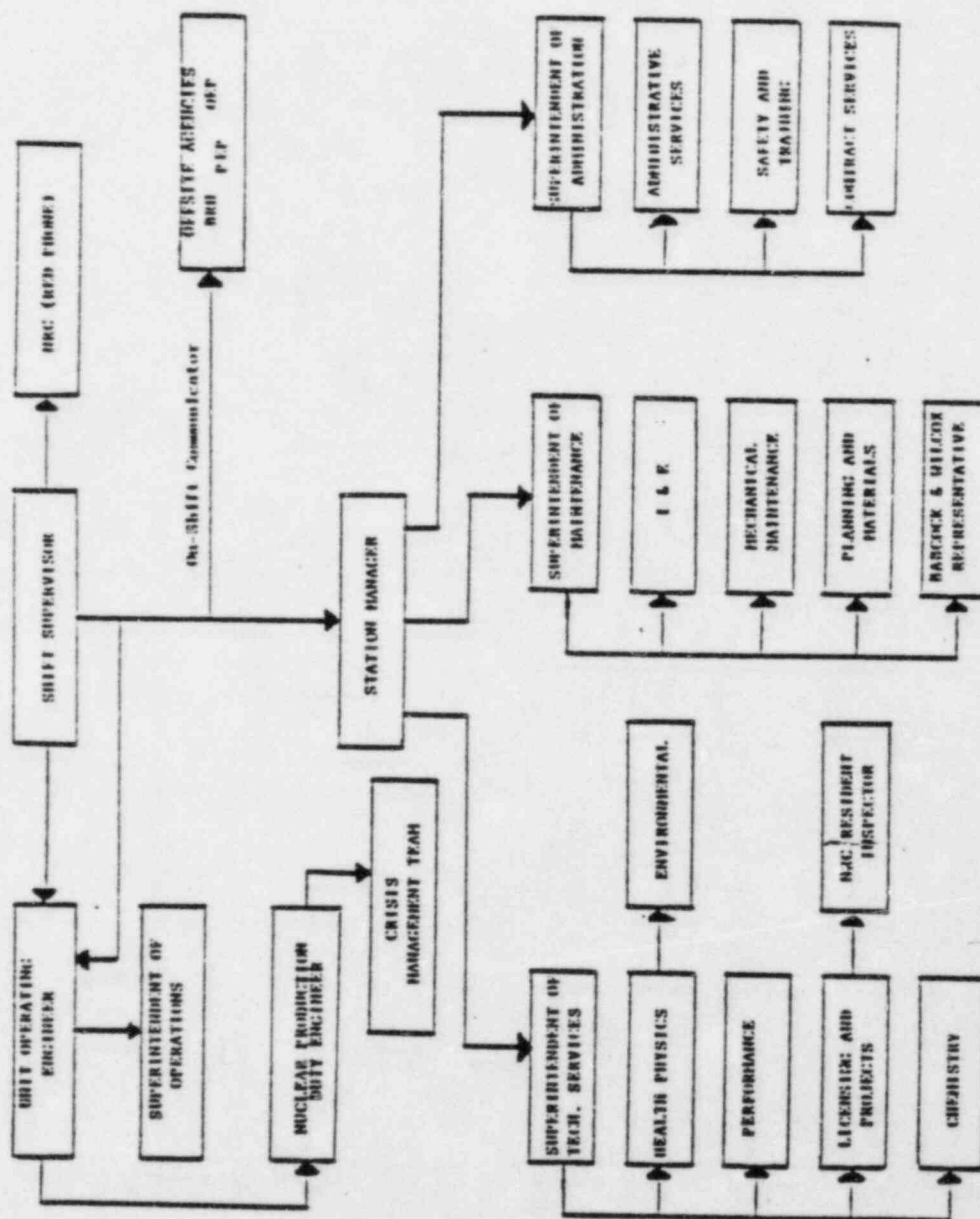 UNIT OPERATING
ENGINEER
SHIFT SUPERVISOR
NRC (RED PHONE)
SUPERINTENDENT OF
OPERATIONS
On-Shift Communicator
OFFSITE AGENCIES
NUCLEAR PRODUCTION
DUTY ENGINEER
CRISIS
MANAGEMENT TEAM
STATION MANAGER
SUPERINTENDENT OF
TECH. SERVICES
HEALTH PHYSICS
ENVIRONMENTAL
PERFORMANCE
LICENSING AND
PROJECTS
NRC RESIDENT
INSPECTOR
CHEMISTRY
SUPERINTENDENT OF
MAINTENANCE
I & E
MECHANICAL
MAINTENANCE
PLANNING AND
MATERIALS
BABCOCK & WILCOX
REPRESENTATIVE
SUPERINTENDENT OF
ADMINISTRATION
ADMINISTRATIVE
SERVICES
SAFETY AND
TRAINING
CONTRACT SERVICES